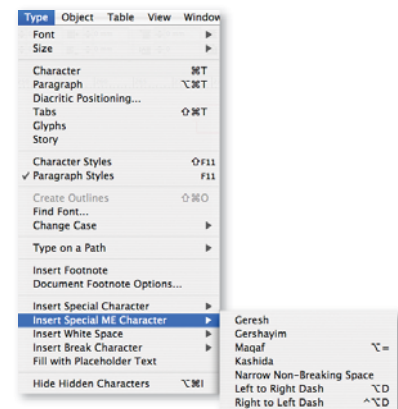 Type Object Table View Window
Font
Size
Character ⌘T
Paragraph ⌥⌘T
Diacritic Positioning...
Tabs ⇧⌘T
Glyphs
Story
Character Styles ⇧F11
✓ Paragraph Styles F11
Create Outlines ⇧⌘O
Find Font...
Change Case
Type on a Path
Insert Footnote
Document Footnote Options...
Insert Special Character
Insert Special ME Character
Insert White Space
Insert Break Character
Fill with Placeholder Text
Hide Hidden Characters ⌥⌘I
Geresh
Gershayim
Maqaf ⌥=
Kashida
Narrow Non-Breaking Space
Left to Right Dash ⌥D
Right to Left Dash ^⌥D